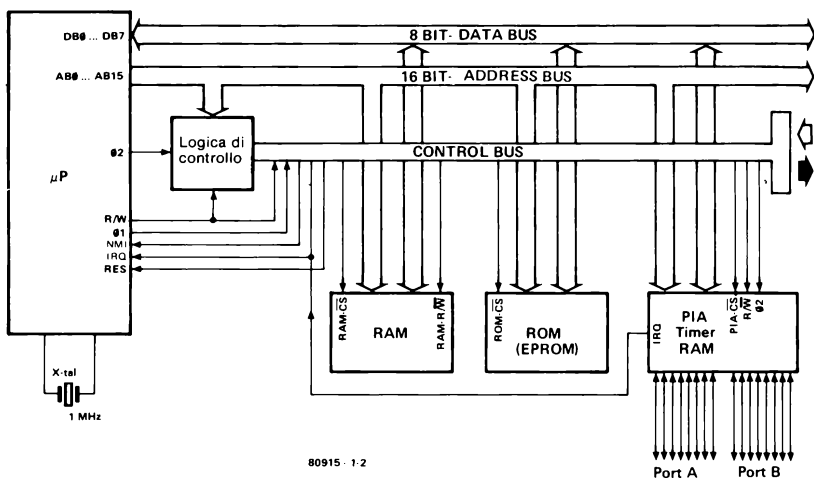 DB0 ... DB7
8 BIT- DATA BUS
AB0 ... AB15
16 BIT- ADDRESS BUS
Logica di
controllo
Ø2
CONTROL BUS
µP
R/W
Ø1
NMI
IRQ
RES
RAM-CS
RAM
RAM-R/W
ROM-CS
ROM
(EPROM)
IRQ
PIA
Timer
RAM
PIA-CS
R/W
Ø2
X-tal
1 MHz
80915 - 1-2
Port A
Port B